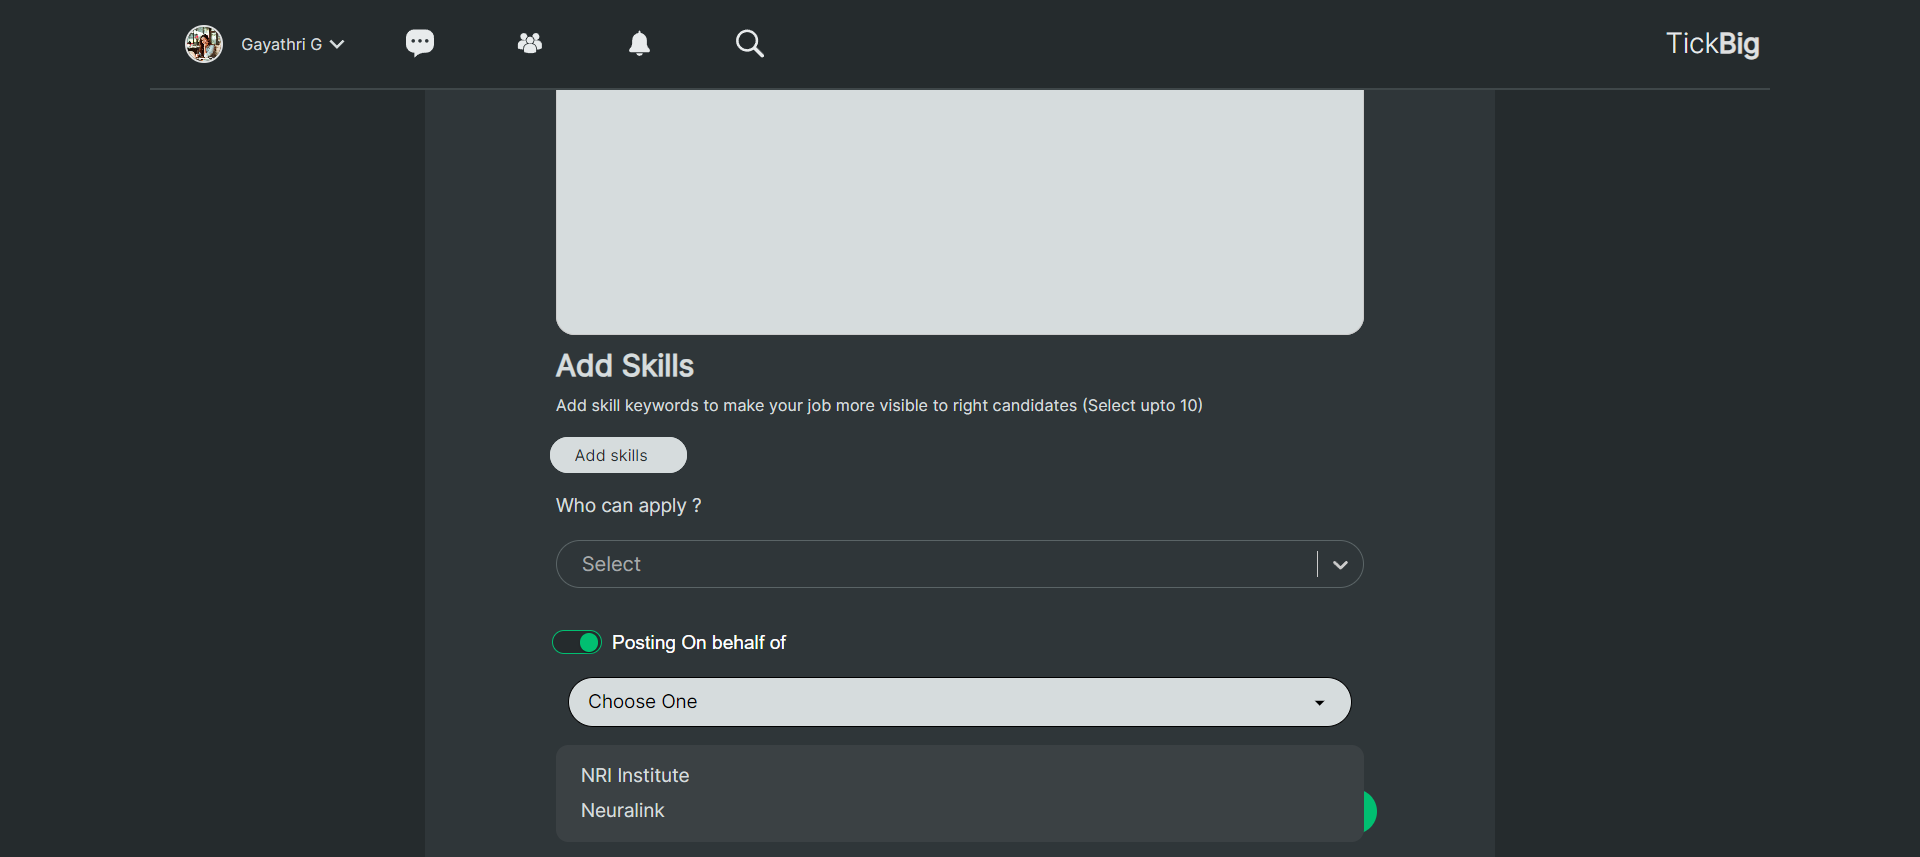 Gayathri G
TickBig
Add Skills
Add skill keywords to make your job more visible to right candidates (Select upto 10)
Add skills
Who can apply ?
Select
Posting On behalf of
Choose One
NRI Institute
Neuralink